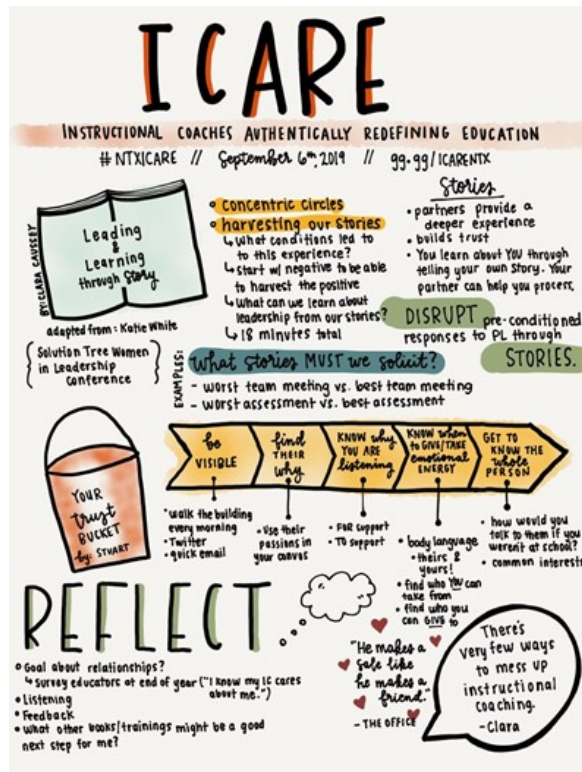 I CARE
INSTRUCTIONAL COACHES AUTHENTICALLY REDEFINING EDUCATION
#NTXICARE // September 6th, 2019 // gg.gg/ICARENTX
BY: CLARA CAUSSEY
Leading
&
Learning
through Story
adapted from: Katie White
Solution Tree Women
in Leadership
Conference
• concentric circles
• harvesting our stories
↳ What conditions led to
to this experience?
↳ Start w/ negative to be able
to harvest the positive
↳ What can we learn about
leadership from our stories?
↳ 18 minutes total
Stories
• partners provide a
deeper experience
• builds trust
• You learn about YOU through
telling your own story. Your
partner can help you process.
DISRUPT pre-conditioned
responses to PL through
STORIES.
EXAMPLES:
What stories MUST we solicit?
- worst team meeting vs. best team meeting
- worst assessment vs. best assessment
YOUR
trust
BUCKET
by: STUART
be
VISIBLE
• walk the building
every morning
• Twitter
• quick email
find
THEIR
why
• Use their
passions in
your canvas
KNOW why
YOU ARE
listening
• FOR support
• TO support
KNOW when
to GIVE/TAKE
emotional
ENERGY
• body language
• theirs &
yours!
• find who YOU can
take from
• find who you
can GIVE to
GET TO
KNOW THE
whole
PERSON
• how would you
talk to them if you
weren't at school?
• common interest
REFLECT
• Goal about relationships?
↳ Survey educators at end of year ("I know my IC cares
about me.")
• Listening
• Feedback
• What other books/trainings might be a good
next step for me?
"He makes a
sale like
he makes a
friend."
- THE OFFICE
There's
very few ways
to mess up
instructional
coaching.
-Clara